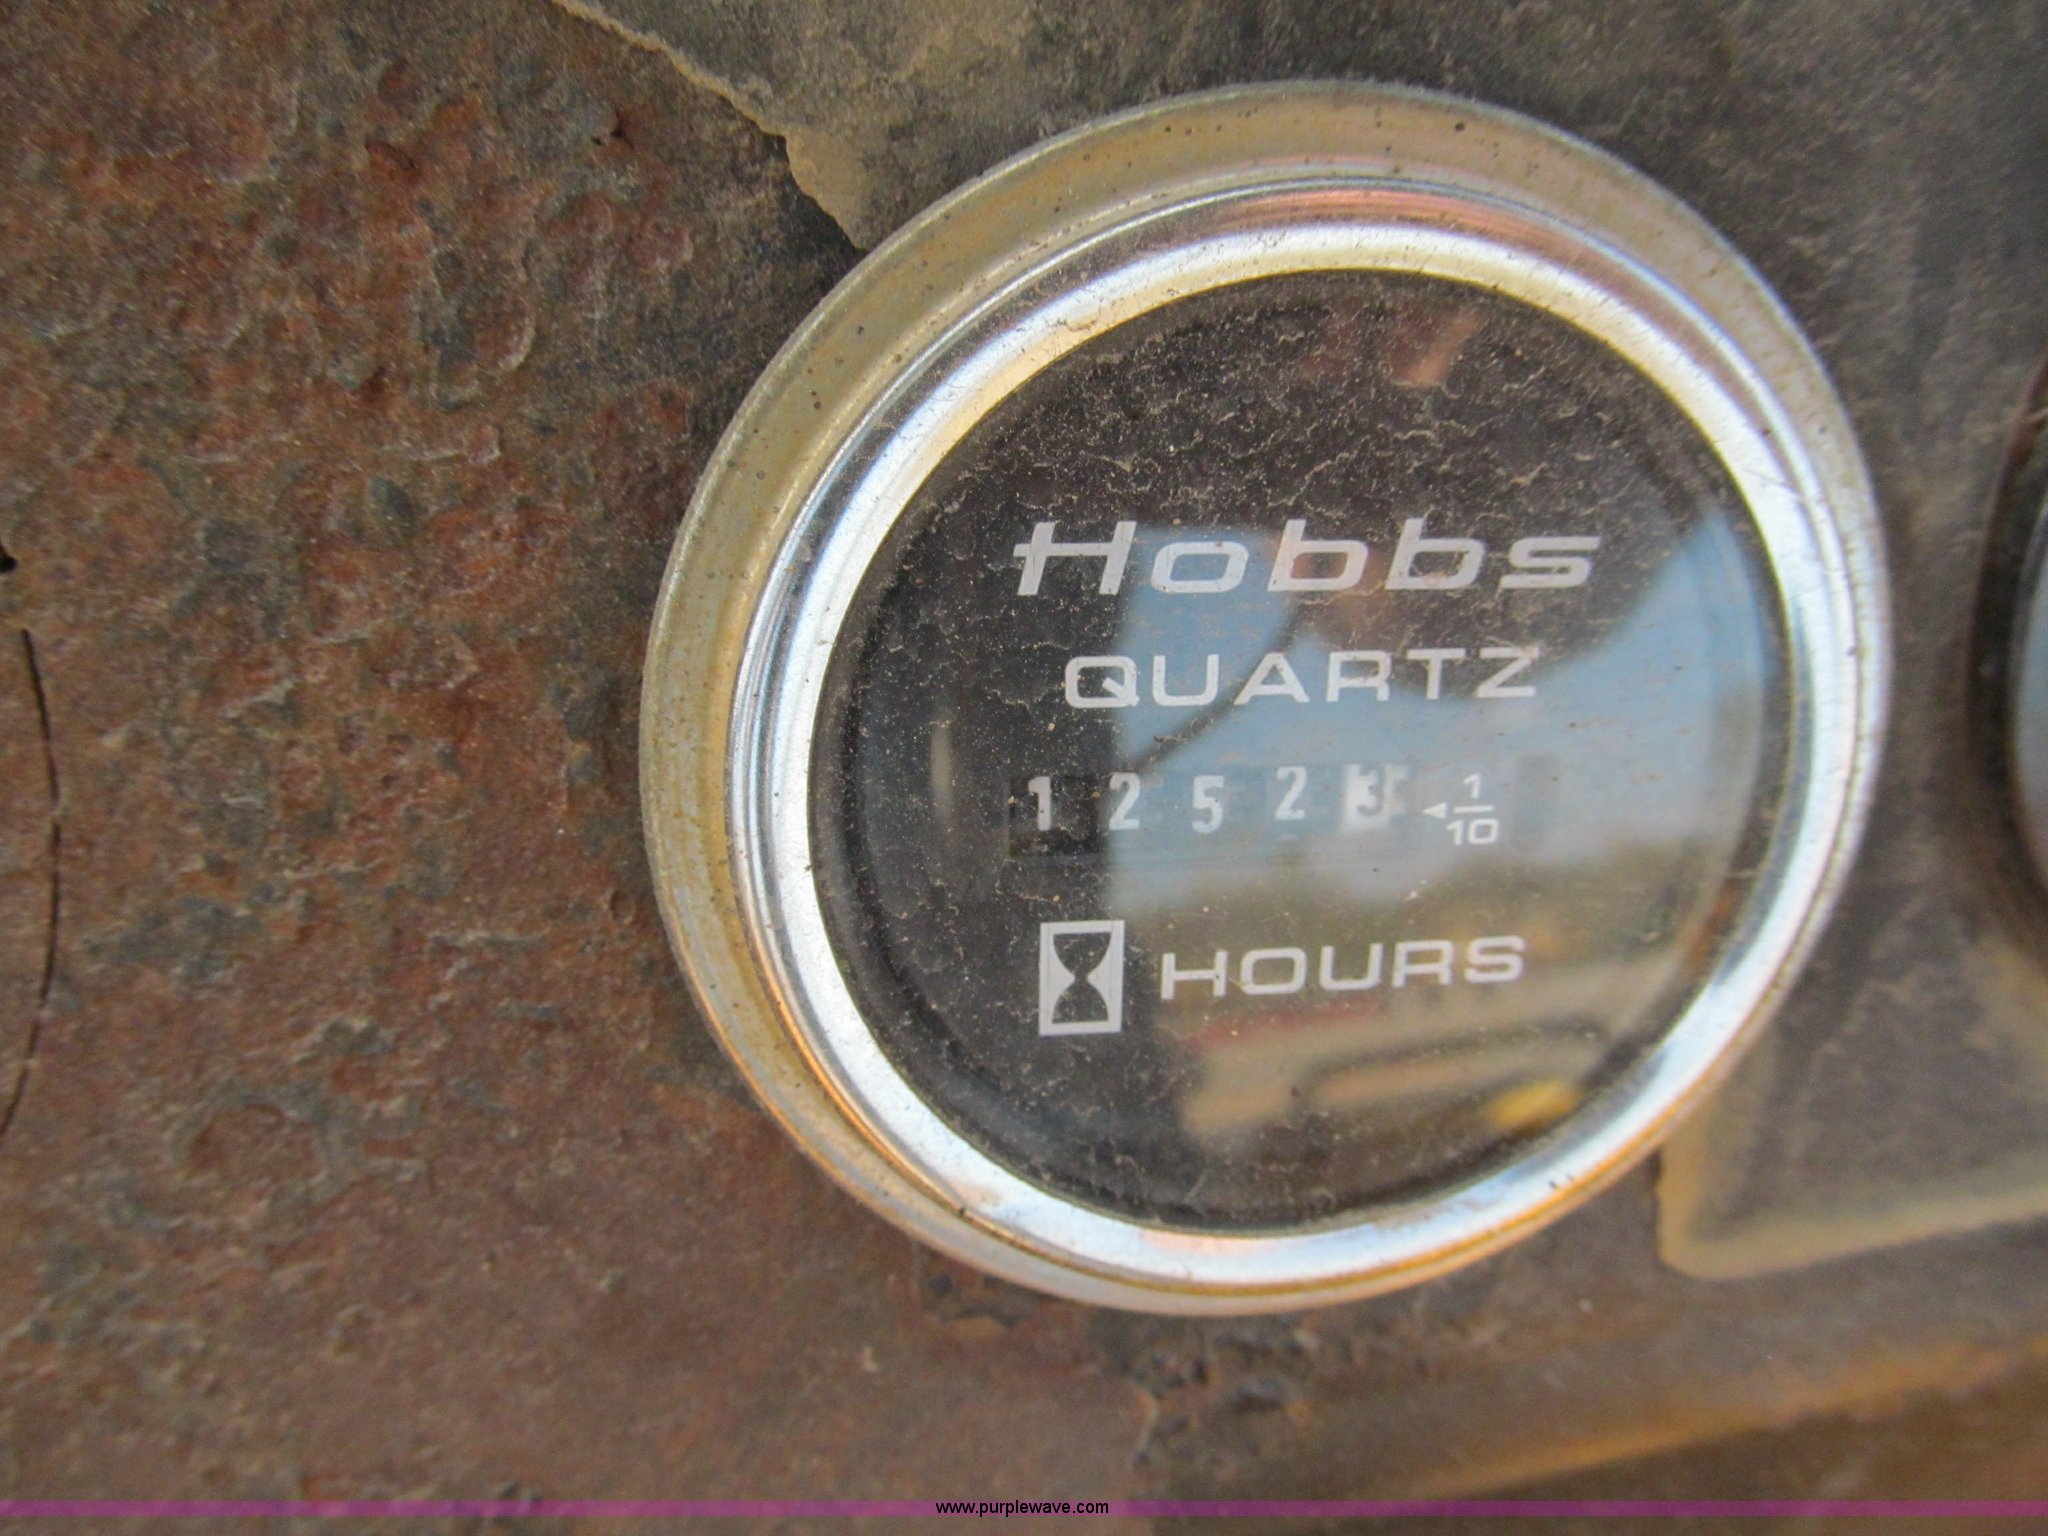 Hobbs
QUARTZ
1 2 5 2 3 ◄ 1/10
HOURS
www.purplewave.com